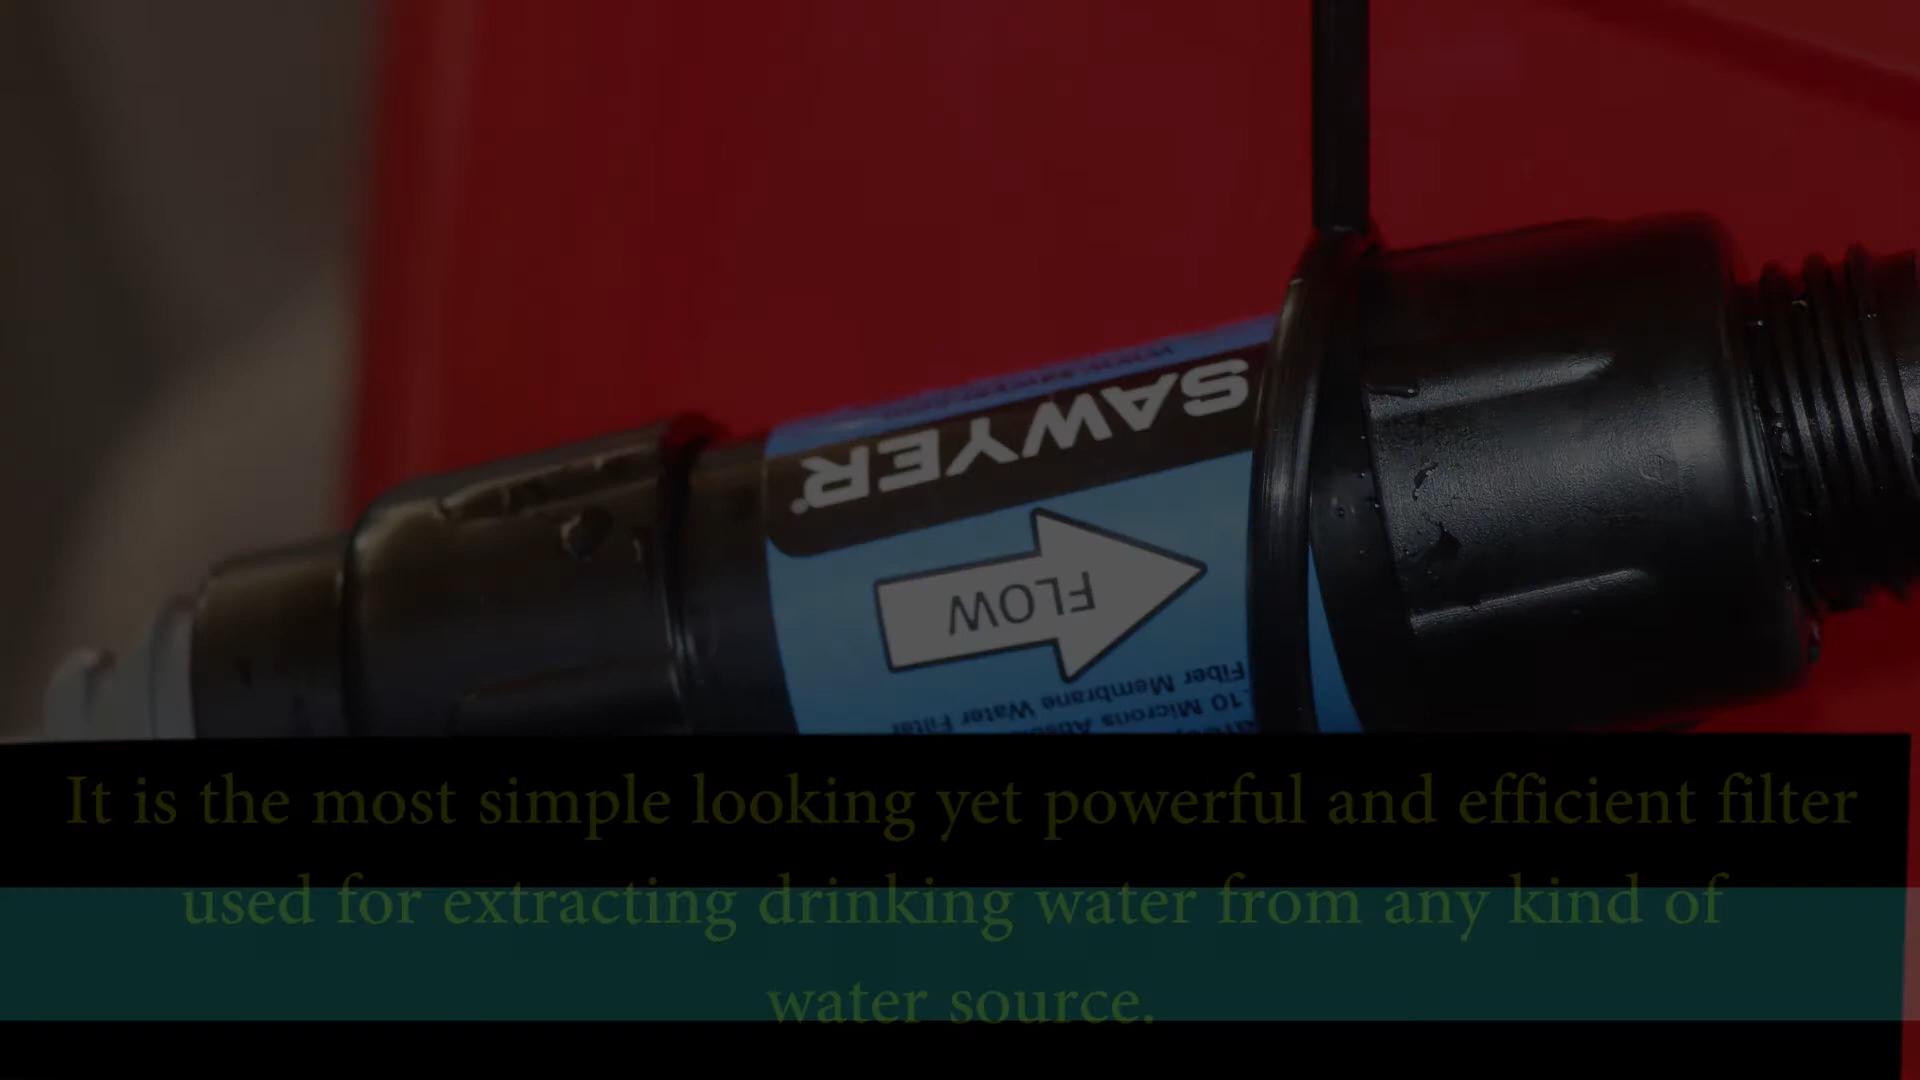 SAWYER
FLOW
Fiber Membrane Water Filter
.10 Microns
It is the most simple looking yet powerful and efficient filter
used for extracting drinking water from any kind of
water source.